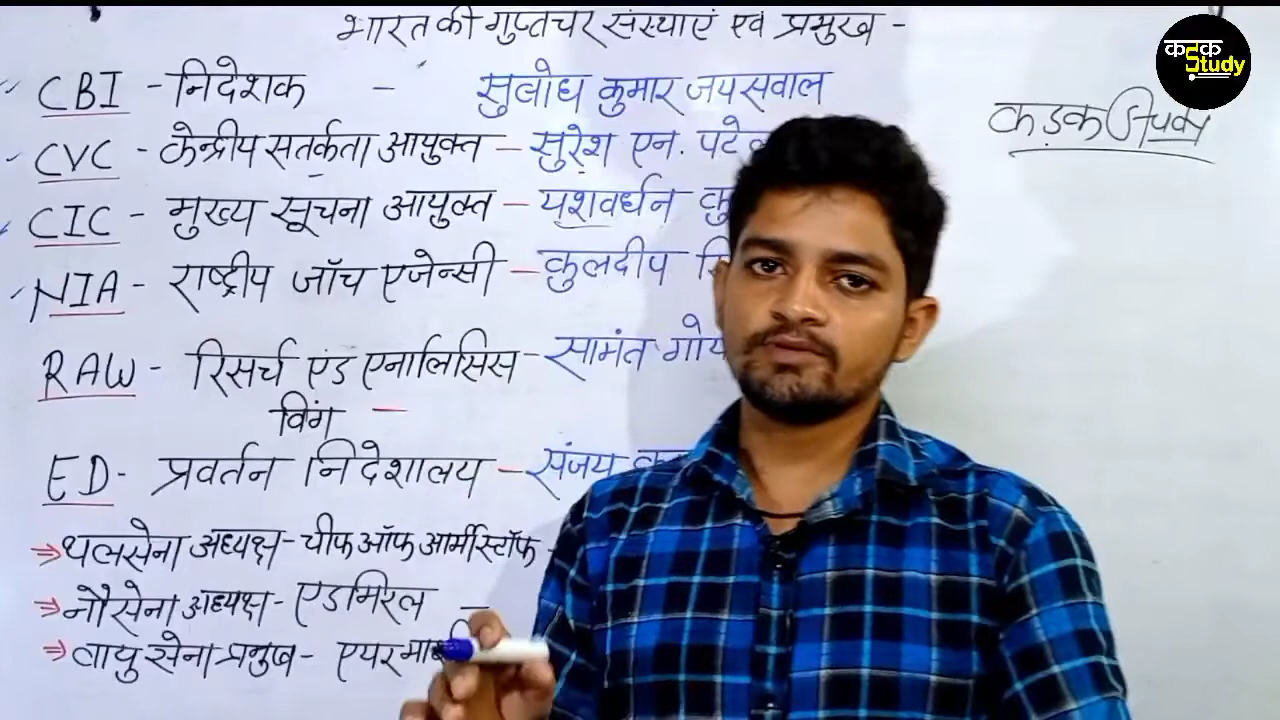 भारत की गुप्तचर संस्थाएं एवं प्रमुख -
CBI - निदेशक - सुबोध कुमार जयसवाल
CVC - केन्द्रीय सतर्कता आयुक्त - सुरेश एन. पटे
CIC - मुख्य सूचना आयुक्त - यशवर्धन कु
NIA - राष्ट्रीय जाँच एजेन्सी - कुलदीप सि
RAW - रिसर्च एंड एनालिसिस - सामंत गोय
विंग -
ED - प्रवर्तन निदेशालय - संजय कु
⇒ थलसेना अध्यक्ष - चीफ ऑफ आर्मी स्टॉफ -
⇒ नौसेना अध्यक्ष - एडमिरल -
⇒ वायु सेना प्रमुख - एयर मार्
कड़क
कड़क Study